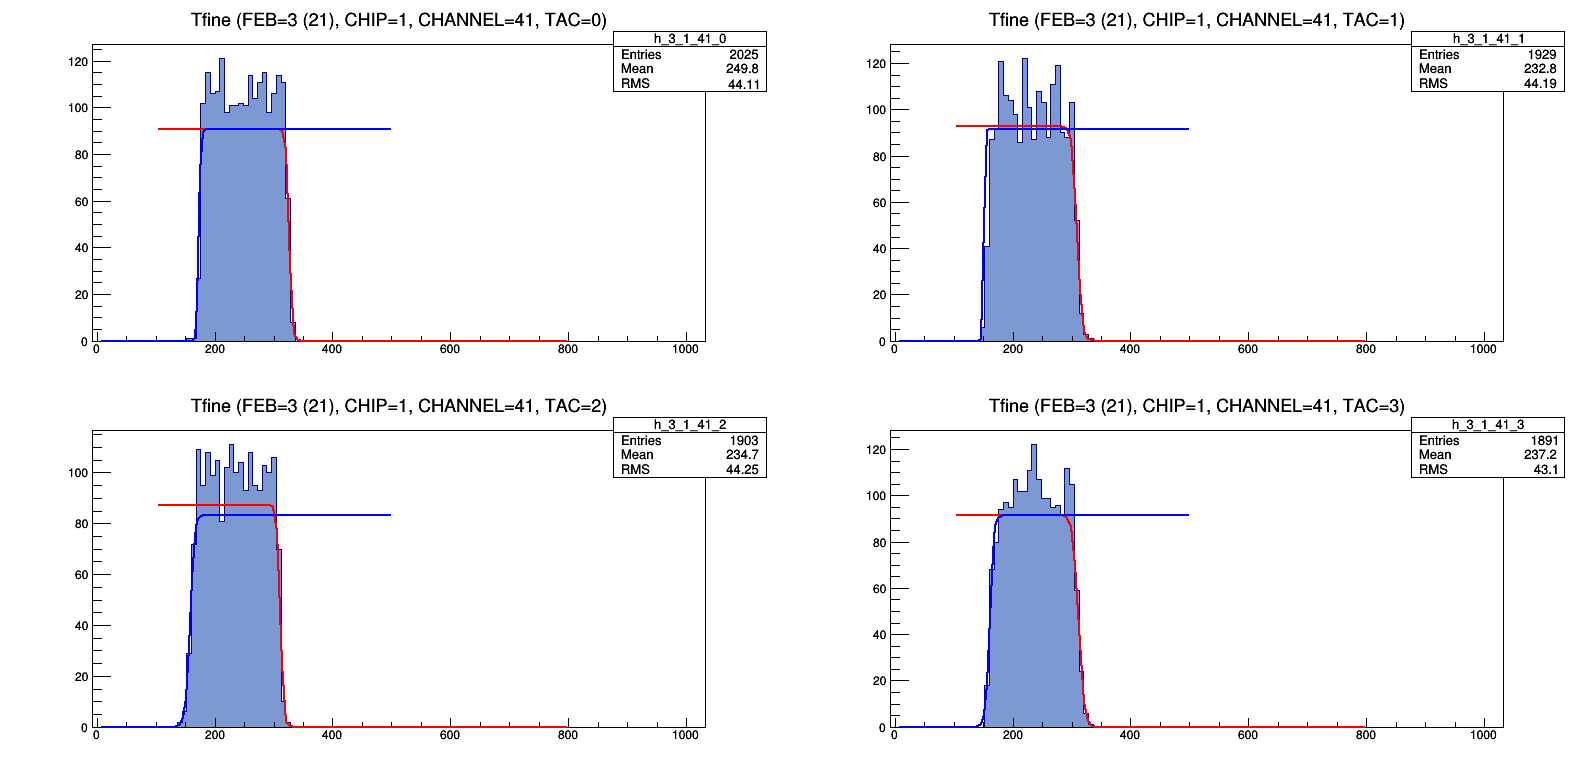 Tfine (FEB=3 (21), CHIP=1, CHANNEL=41, TAC=0)
h_3_1_41_0
Entries 2025
Mean 249.8
RMS 44.11
120
100
80
60
40
20
0
0 200 400 600 800 1000
Tfine (FEB=3 (21), CHIP=1, CHANNEL=41, TAC=1)
h_3_1_41_1
Entries 1929
Mean 232.8
RMS 44.19
120
100
80
60
40
20
0
0 200 400 600 800 1000
Tfine (FEB=3 (21), CHIP=1, CHANNEL=41, TAC=2)
h_3_1_41_2
Entries 1903
Mean 234.7
RMS 44.25
100
80
60
40
20
0
0 200 400 600 800 1000
Tfine (FEB=3 (21), CHIP=1, CHANNEL=41, TAC=3)
h_3_1_41_3
Entries 1891
Mean 237.2
RMS 43.1
120
100
80
60
40
20
0
0 200 400 600 800 1000